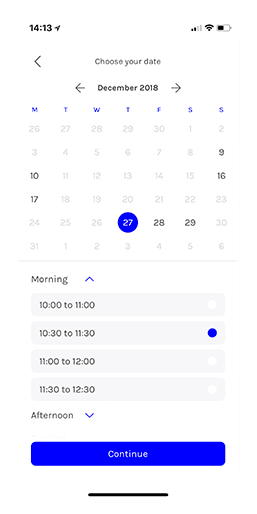 14:13
Choose your date
December 2018
M T W T F S S
26 27 28 29 30 1 2
3 4 5 6 7 8 9
10 11 12 13 14 15 16
17 18 19 20 21 22 23
24 25 26 27 28 29 30
31 1 2 3 4 5 6
Morning
10:00 to 11:00
10:30 to 11:30
11:00 to 12:00
11:30 to 12:30
Afternoon
Continue